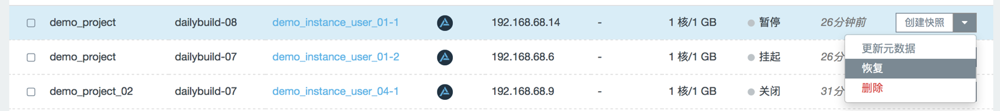 demo_project dailybuild-08 demo_instance_user_01-1 192.168.68.14 - 1 核/1 GB 暂停 26分钟前 创建快照
demo_project dailybuild-07 demo_instance_user_01-2 192.168.68.6 - 1 核/1 GB 挂起 26分
demo_project_02 dailybuild-07 demo_instance_user_04-1 192.168.68.9 - 1 核/1 GB 关闭 31分
更新元数据
恢复
删除